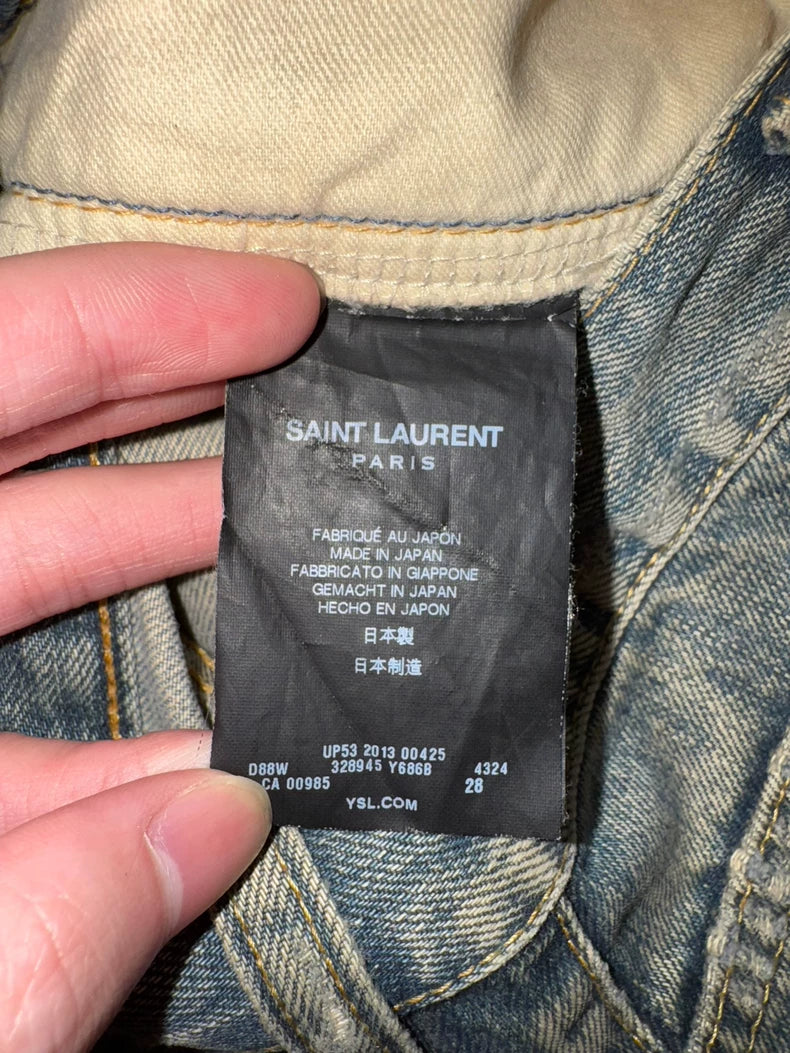 SAINT LAURENT
PARIS
FABRIQUÉ AU JAPON
MADE IN JAPAN
FABBRICATO IN GIAPPONE
GEMACHT IN JAPAN
HECHO EN JAPON
日本製
日本制造
UP53 2013 00425
D88W 328945 Y686B 4324
CA 00985 28
YSL.COM